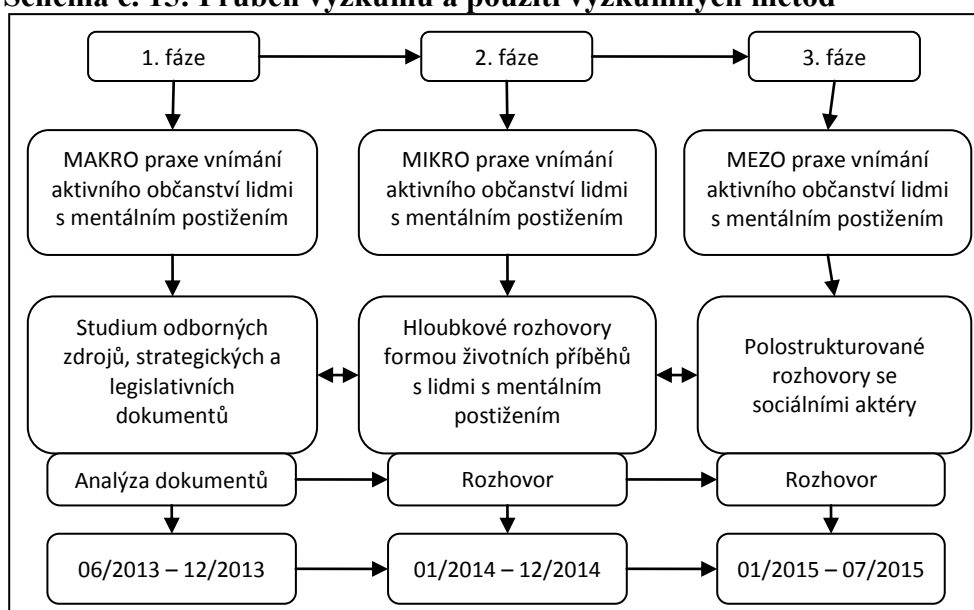 Schéma č. 15: Průběh výzkumu a použití výzkumných metod
1. fáze
2. fáze
3. fáze
MAKRO praxe vnímání
aktivního občanství lidmi
s mentálním postižením
MIKRO praxe vnímání
aktivního občanství lidmi
s mentálním postižením
MEZO praxe vnímání
aktivního občanství lidmi
s mentálním postižením
Studium odborných
zdrojů, strategických a
legislativních
dokumentů
Hloubkové rozhovory
formou životních příběhů
s lidmi s mentálním
postižením
Polostrukturované
rozhovory se
sociálními aktéry
Analýza dokumentů
Rozhovor
Rozhovor
06/2013 – 12/2013
01/2014 – 12/2014
01/2015 – 07/2015